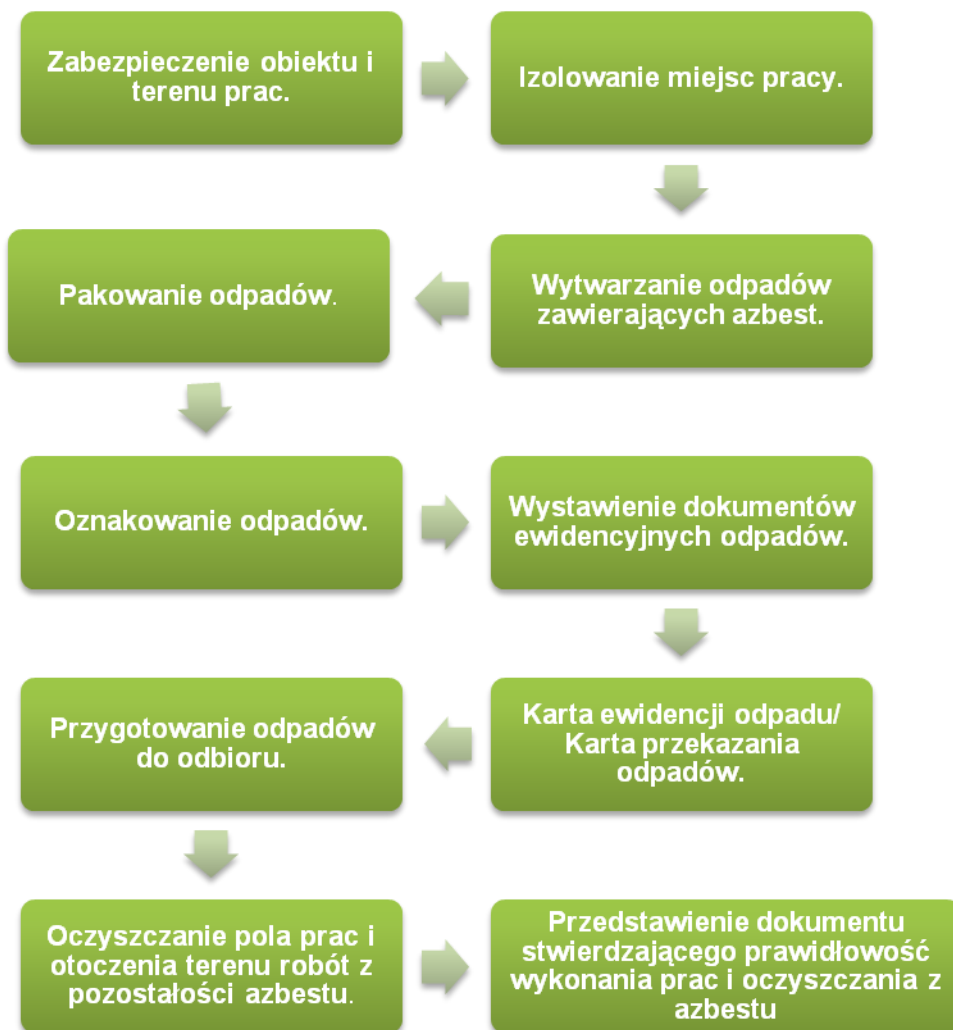 Zabezpieczenie obiektu i
terenu prac.
Izolowanie miejsc pracy.
Wytwarzanie odpadów
zawierających azbest.
Pakowanie odpadów.
Oznakowanie odpadów.
Wystawienie dokumentów
ewidencyjnych odpadów.
Karta ewidencji odpadu/
Karta przekazania
odpadów.
Przygotowanie odpadów
do odbioru.
Oczyszczanie pola prac i
otoczenia terenu robót z
pozostałości azbestu.
Przedstawienie dokumentu
stwierdzającego prawidłowość
wykonania prac i oczyszczania z
azbestu